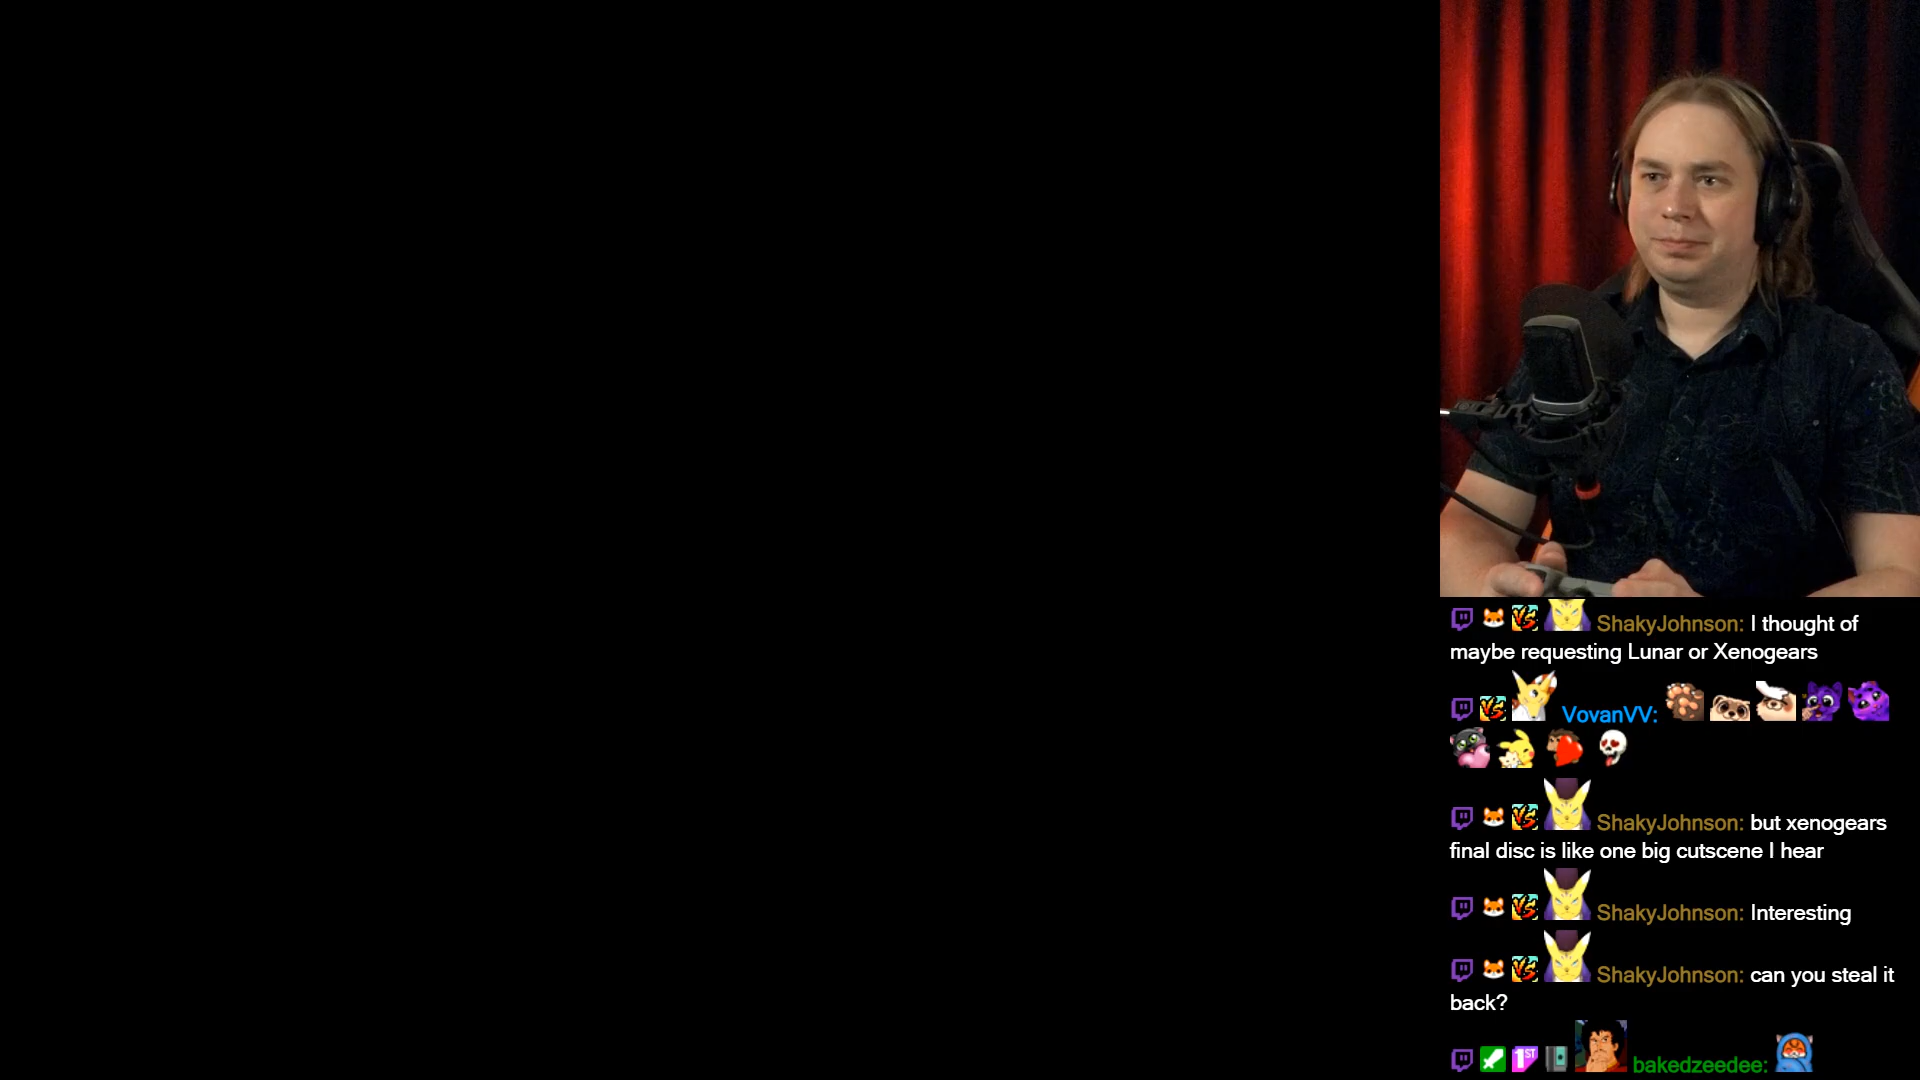 ShakyJohnson: I thought of
maybe requesting Lunar or Xenogears
VovanVV:
ShakyJohnson: but xenogears
final disc is like one big cutscene I hear
ShakyJohnson: Interesting
ShakyJohnson: can you steal it
back?
1ST bakedzeedee: